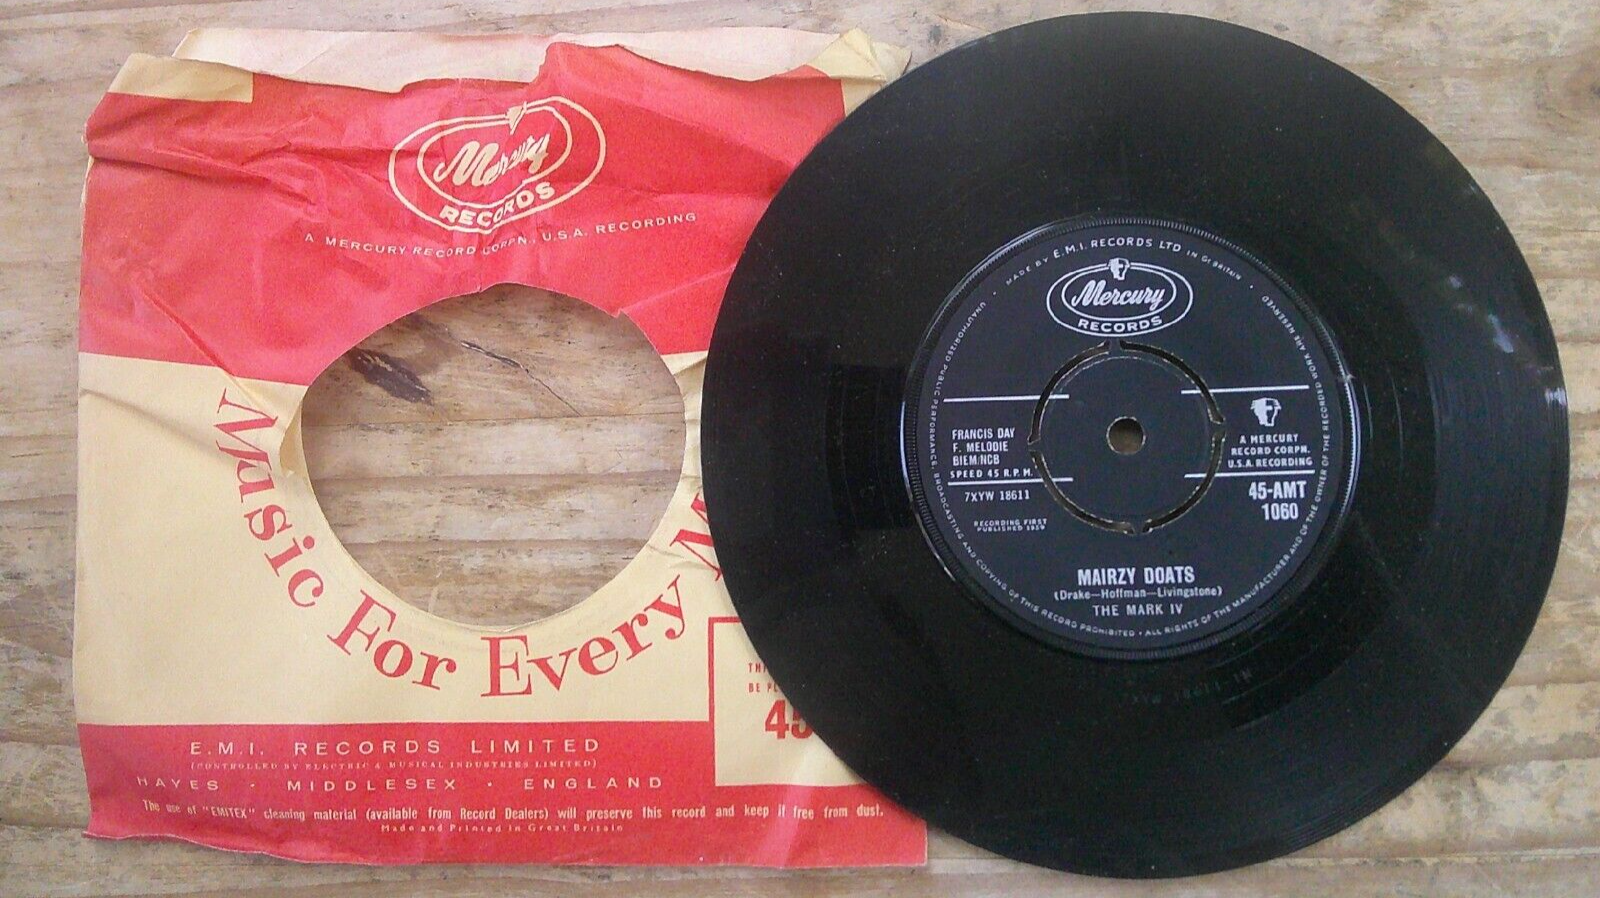 Mercury
RECORDS
A MERCURY RECORD CORPN. U.S.A. RECORDING
Music For Every M
TH
BE PL
45
E.M.I. RECORDS LIMITED
(CONTROLLED BY ELECTRIC & MUSICAL INDUSTRIES LIMITED)
HAYES · MIDDLESEX · ENGLAND
The use of "EMITEX" cleaning material (available from Record Dealers) will preserve this record and keep it free from dust.
Made and Printed in Great Britain
MADE BY E.M.I. RECORDS LTD IN Gt BRITAIN
UNAUTHORIZED PUBLIC PERFORMANCE, BROADCASTING AND COPYING OF THIS RECORD PROHIBITED • ALL RIGHTS OF THE MANUFACTURER AND OF THE OWNER OF THE RECORDED WORK ARE RESERVED
Mercury
RECORDS
FRANCIS DAY
F. MELODIE
BIEM/NCB
SPEED 45 R.P.M.
7XYW 18611
RECORDING FIRST
PUBLISHED 1959
A MERCURY
RECORD CORPN.
U.S.A. RECORDING
45-AMT
1060
MAIRZY DOATS
(Drake—Hoffman—Livingstone)
THE MARK IV